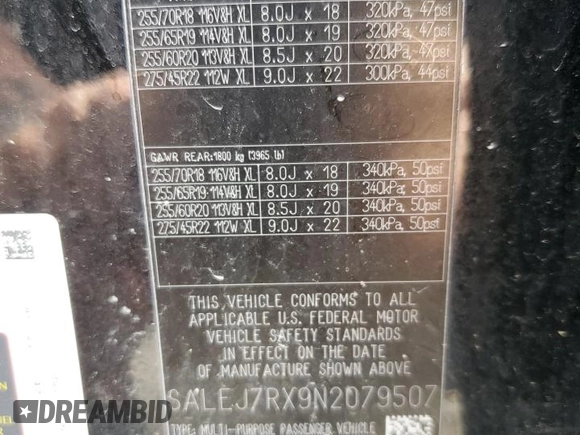 255/70R18 116V&H XL 8.0J x 18 320kPa, 47psi
255/65R19 114V&H XL 8.0J x 19 320kPa, 47psi
255/60R20 113V&H XL 8.5J x 20 320kPa, 47psi
275/45R22 112W XL 9.0J x 22 300kPa, 44psi
GAWR REAR:1800 kg (3965 lb)
255/70R18 116V&H XL 8.0J x 18 340kPa, 50psi
255/65R19 114V&H XL 8.0J x 19 340kPa, 50psi
255/60R20 113V&H XL 8.5J x 20 340kPa, 50psi
275/45R22 112W XL 9.0J x 22 340kPa, 50psi
THIS VEHICLE CONFORMS TO ALL
APPLICABLE U.S. FEDERAL MOTOR
VEHICLE SAFETY STANDARDS
IN EFFECT ON THE DATE
OF MANUFACTURE SHOWN ABOVE
SALEJ7RX9N2079507
TYPE: MULTI-PURPOSE PASSENGER VEHICLE
DREAMBID